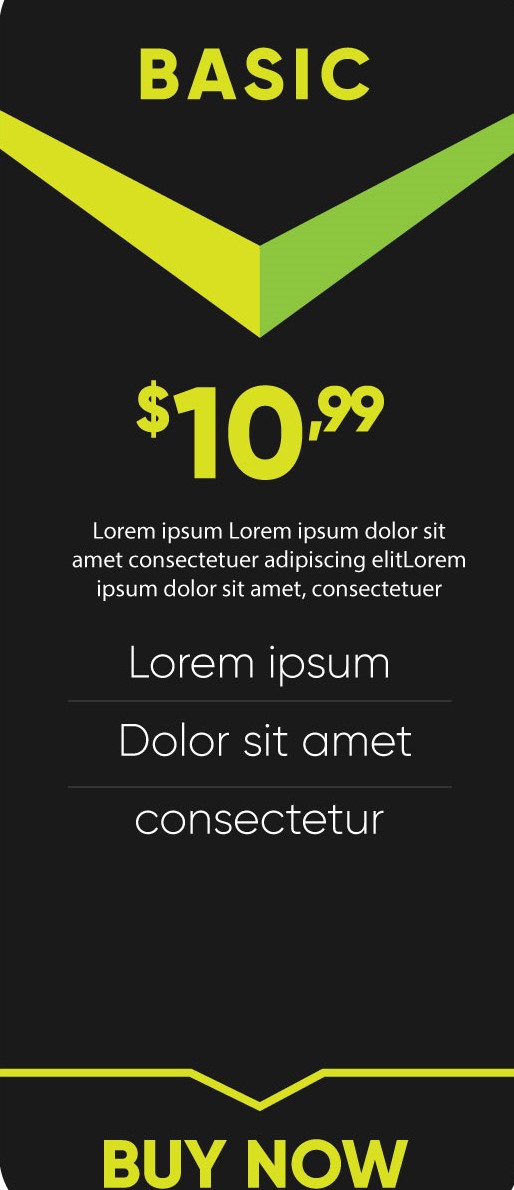 BASIC
$10,99
Lorem ipsum Lorem ipsum dolor sit
amet consectetuer adipiscing elitLorem
ipsum dolor sit amet, consectetuer
Lorem ipsum
Dolor sit amet
consectetur
BUY NOW